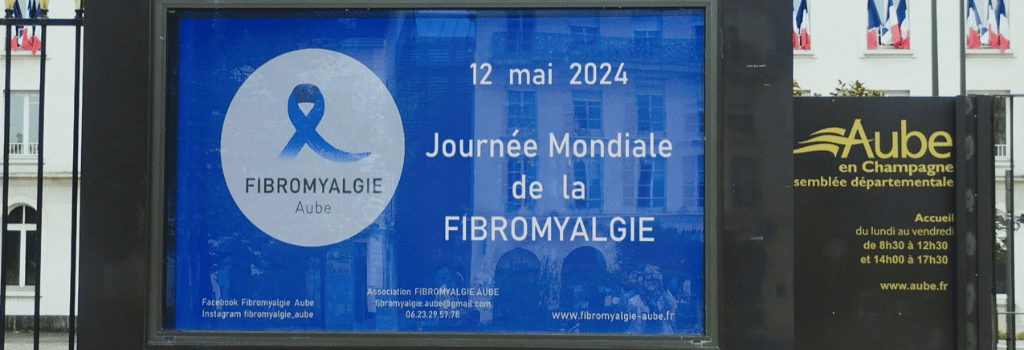 12 mai 2024
Journée Mondiale
de la
FIBROMYALGIE
FIBROMYALGIE
Aube
Facebook Fibromyalgie Aube
Instagram fibromyalgie_aube
Association FIBROMYALGIE AUBE
fibromyalgie.aube@gmail.com
06.23.29.57.78
www.fibromyalgie-aube.fr
Aube
en Champagne
semblée départementale
Accueil
du lundi au vendredi
de 8h30 à 12h30
et 14h00 à 17h30
www.aube.fr